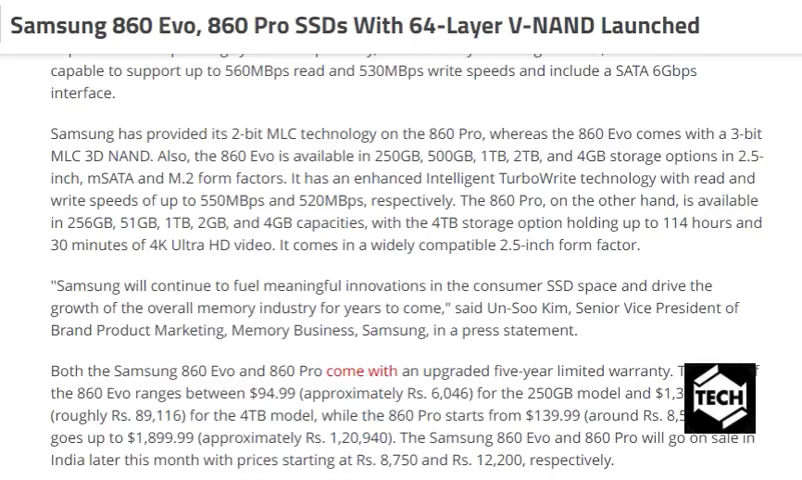 Samsung 860 Evo, 860 Pro SSDs With 64-Layer V-NAND Launched
capable to support up to 560MBps read and 530MBps write speeds and include a SATA 6Gbps
interface.
Samsung has provided its 2-bit MLC technology on the 860 Pro, whereas the 860 Evo comes with a 3-bit
MLC 3D NAND. Also, the 860 Evo is available in 250GB, 500GB, 1TB, 2TB, and 4GB storage options in 2.5-
inch, mSATA and M.2 form factors. It has an enhanced Intelligent TurboWrite technology with read and
write speeds of up to 550MBps and 520MBps, respectively. The 860 Pro, on the other hand, is available
in 256GB, 51GB, 1TB, 2GB, and 4GB capacities, with the 4TB storage option holding up to 114 hours and
30 minutes of 4K Ultra HD video. It comes in a widely compatible 2.5-inch form factor.
"Samsung will continue to fuel meaningful innovations in the consumer SSD space and drive the
growth of the overall memory industry for years to come," said Un-Soo Kim, Senior Vice President of
Brand Product Marketing, Memory Business, Samsung, in a press statement.
Both the Samsung 860 Evo and 860 Pro come with an upgraded five-year limited warranty.
the 860 Evo ranges between $94.99 (approximately Rs. 6,046) for the 250GB model and
TECH
(roughly Rs. 89,116) for the 4TB model, while the 860 Pro starts from $139.99 (around Rs.
goes up to $1,899.99 (approximately Rs. 1,20,940). The Samsung 860 Evo and 860 Pro will go on sale in
India later this month with prices starting at Rs. 8,750 and Rs. 12,200, respectively.